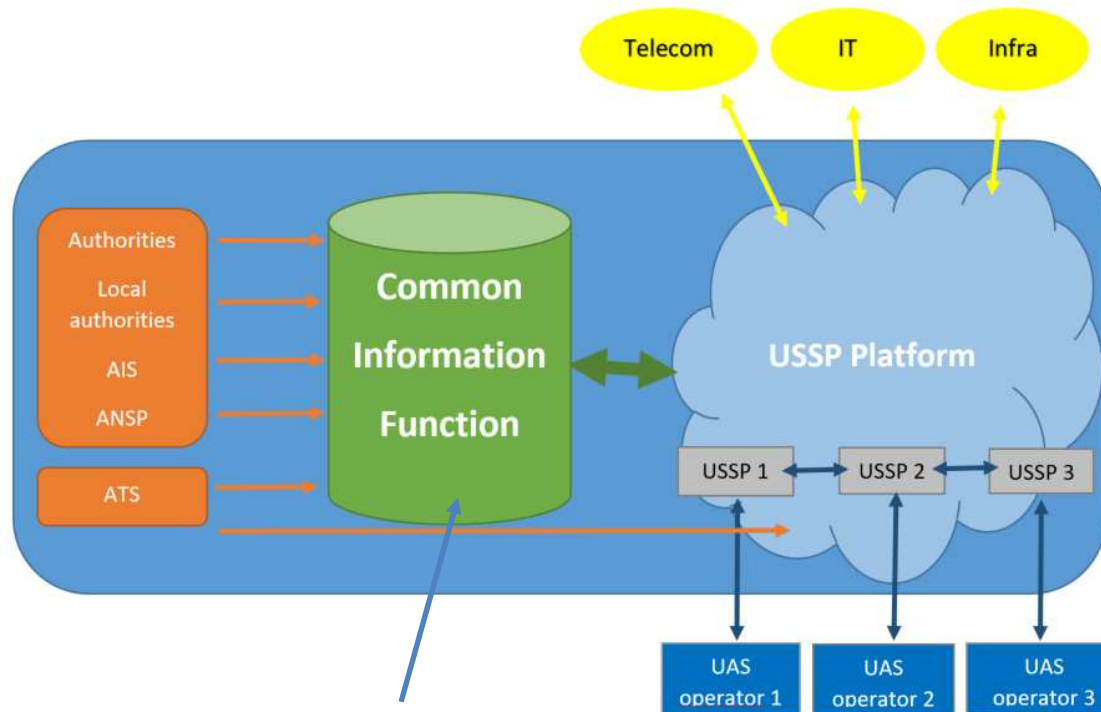 Telecom
IT
Infra
Authorities
Local
authorities
AIS
ANSP
ATS
Common
Information
Function
USSP Platform
USSP 1
USSP 2
USSP 3
UAS
operator 1
UAS
operator 2
UAS
operator 3